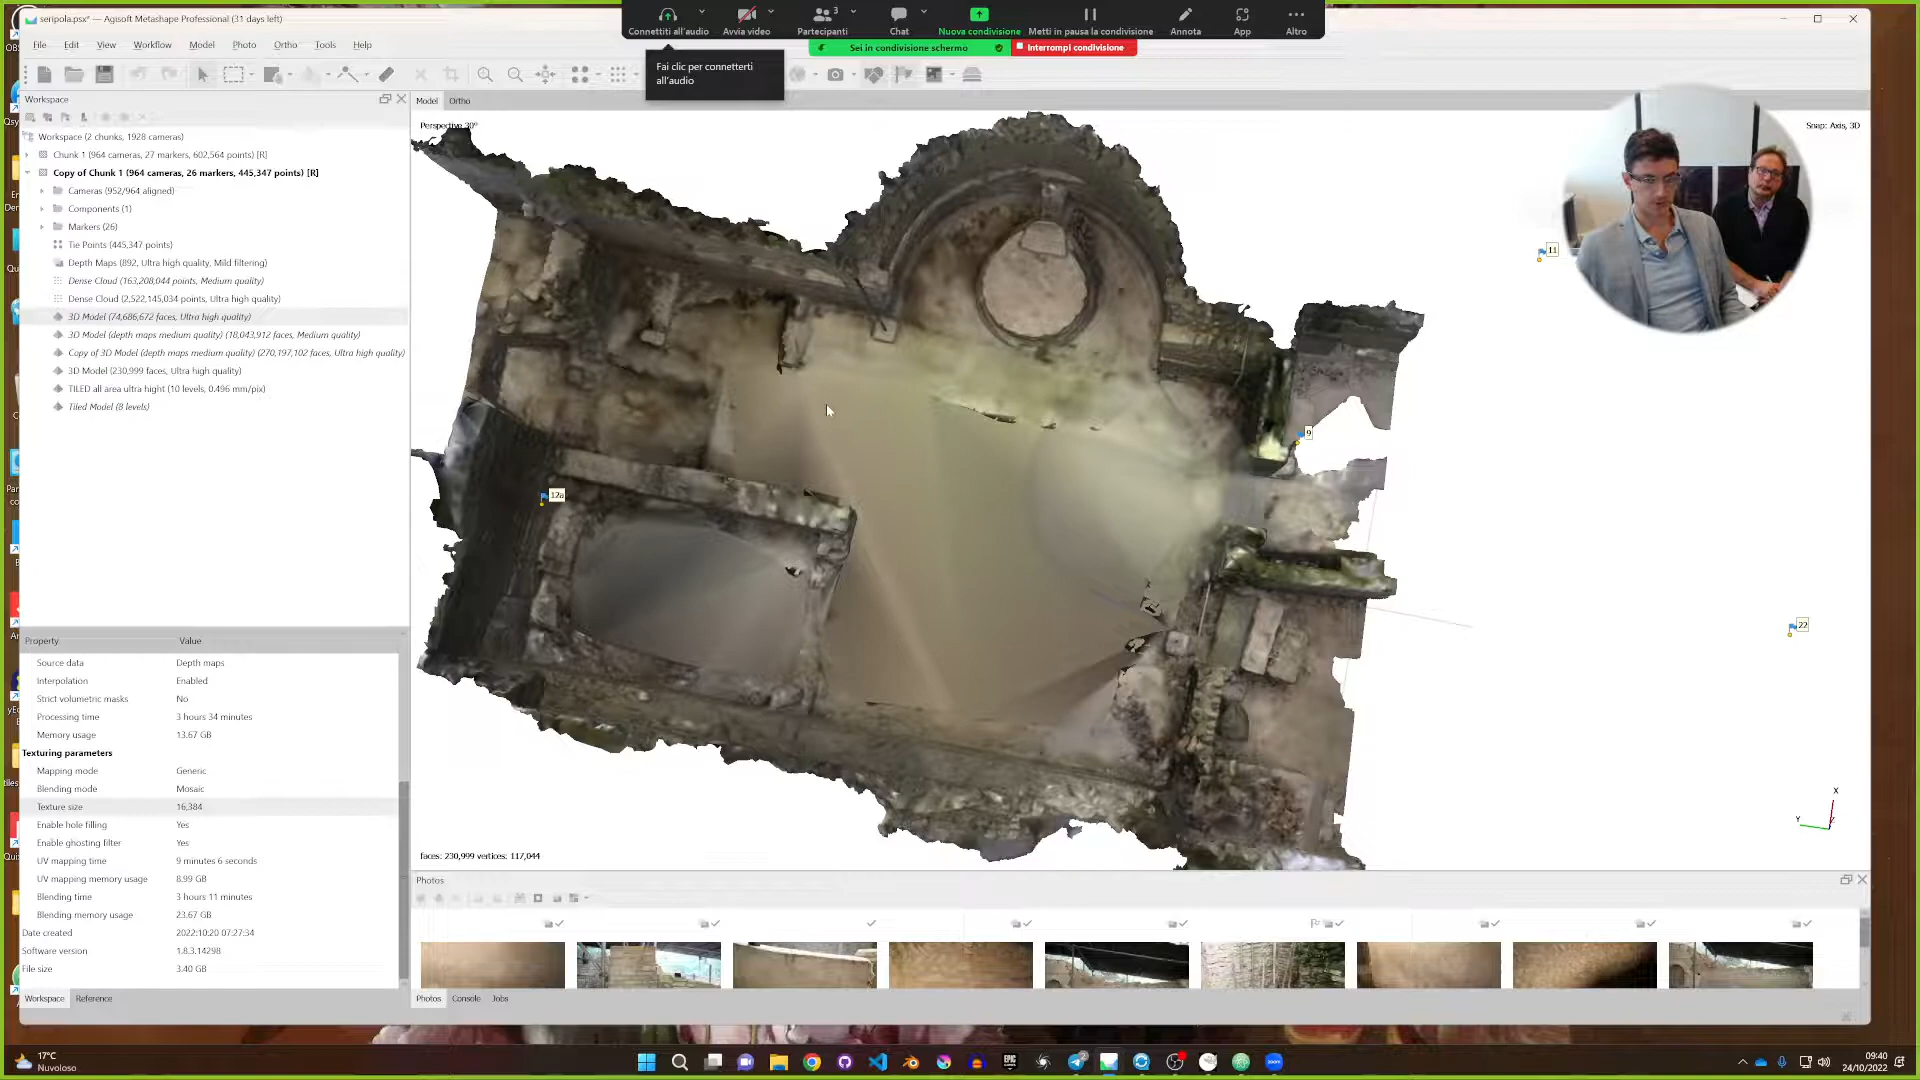 seripola.psx* — Agisoft Metashape Professional (31 days left)
Connettiti all'audio
Avvia video
Partecipanti
3
Chat
Nuova condivisione
Metti in pausa la condivisione
Annota
App
Altro
Sei in condivisione schermo
Interrompi condivisione
Fai clic per connetterti
all'audio
File Edit View Workflow Model Photo Ortho Tools Help
Workspace
Workspace (2 chunks, 1928 cameras)
Chunk 1 (964 cameras, 27 markers, 602,564 points) [R]
Copy of Chunk 1 (964 cameras, 26 markers, 445,347 points) [R]
Cameras (952/964 aligned)
Components (1)
Markers (26)
Tie Points (445,347 points)
Depth Maps (892, Ultra high quality, Mild filtering)
Dense Cloud (163,208,044 points, Medium quality)
Dense Cloud (2,522,145,034 points, Ultra high quality)
3D Model (74,686,672 faces, Ultra high quality)
3D Model (depth maps medium quality) (18,043,912 faces, Medium quality)
Copy of 3D Model (depth maps medium quality) (270,197,102 faces, Ultra high quality)
3D Model (230,999 faces, Ultra high quality)
TILED all area ultra hight (10 levels, 0.496 mm/pix)
Tiled Model (8 levels)
Property Value
Source data Depth maps
Interpolation Enabled
Strict volumetric masks No
Processing time 3 hours 34 minutes
Memory usage 13.67 GB
Texturing parameters
Mapping mode Generic
Blending mode Mosaic
Texture size 16,384
Enable hole filling Yes
Enable ghosting filter Yes
UV mapping time 9 minutes 6 seconds
UV mapping memory usage 8.99 GB
Blending time 3 hours 11 minutes
Blending memory usage 23.67 GB
Date created 2022:10:20 07:27:34
Software version 1.8.3.14298
File size 3.40 GB
Workspace Reference
Model Ortho
Perspective 30°
Snap: Axis, 3D
11
9
12a
22
X
Y
faces: 230,999 vertices: 117,044
Photos
Photos Console Jobs
17°C
Nuvoloso
09:40
24/10/2022